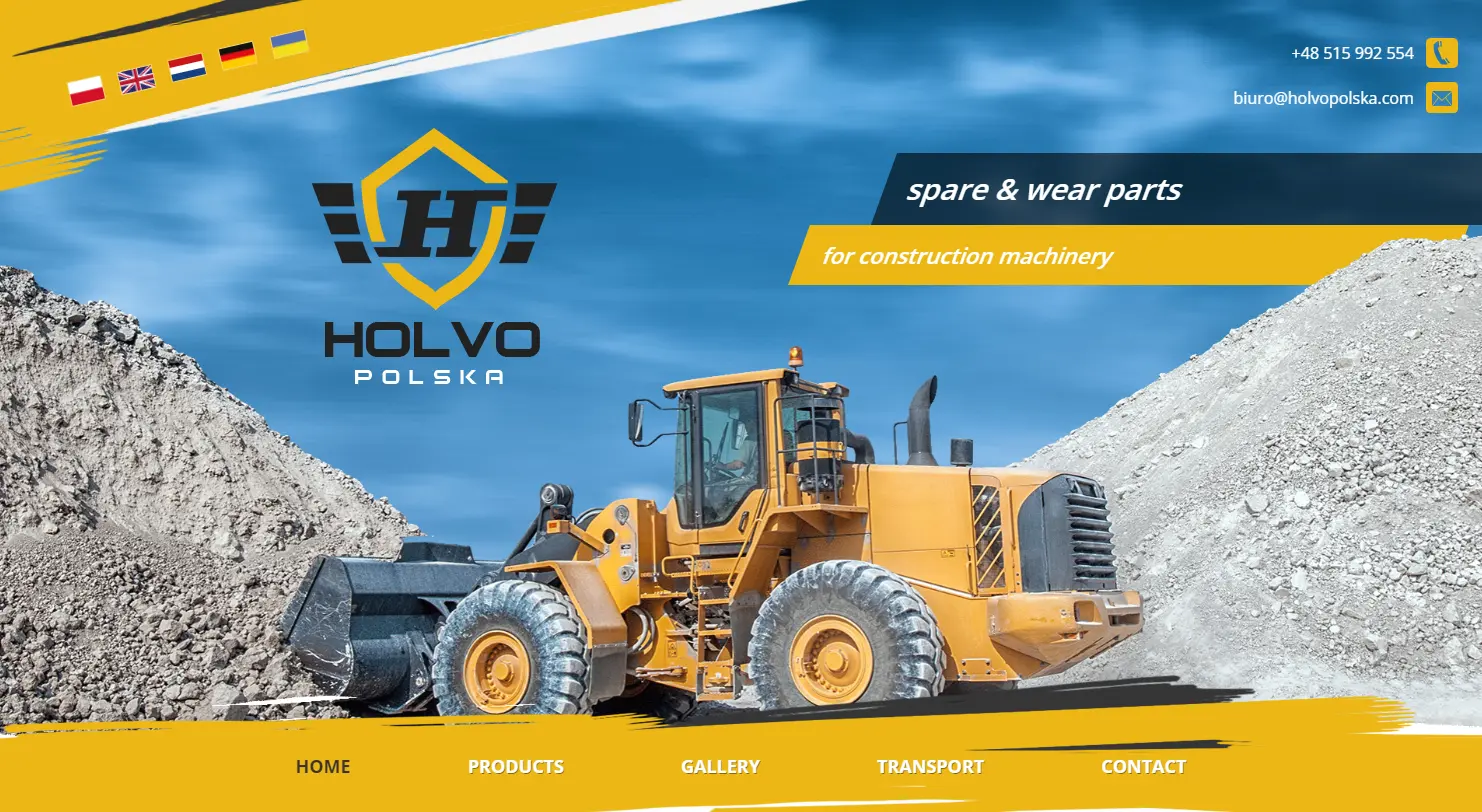 +48 515 992 554
biuro@holvopolska.com
spare & wear parts
for construction machinery
H
HOLVO
POLSKA
HOME
PRODUCTS
GALLERY
TRANSPORT
CONTACT